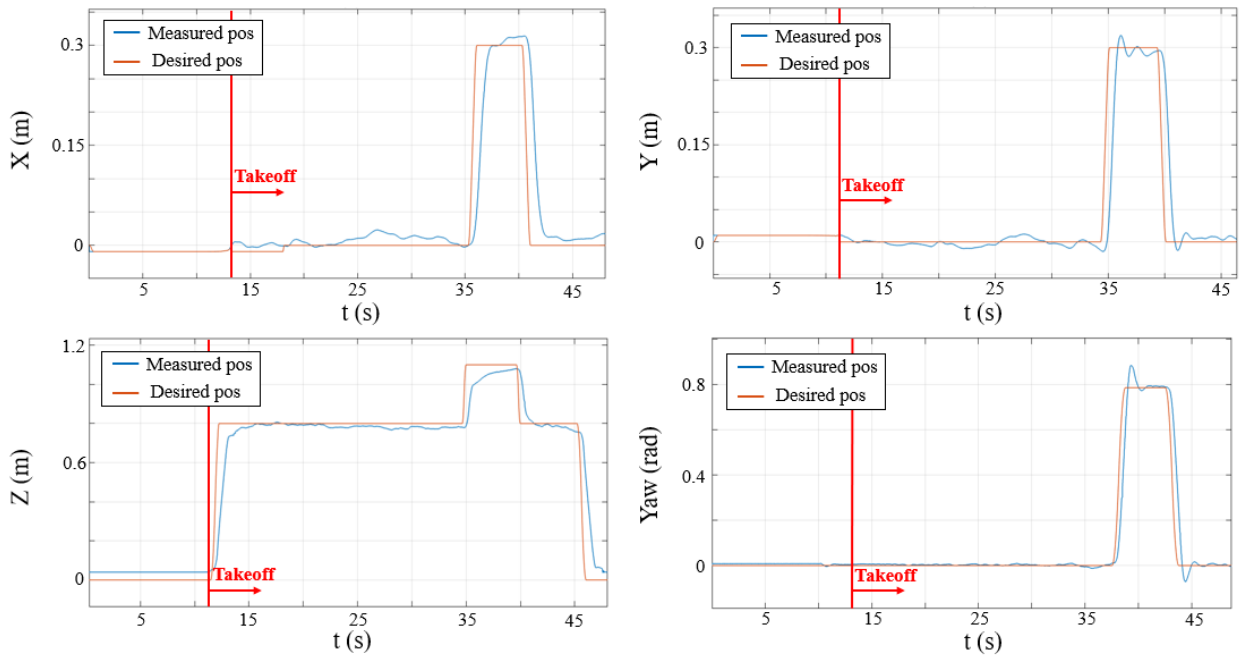 Measured pos
Desired pos
0.3
0.15
0
X (m)
Takeoff
5
15
25
35
45
t (s)
Measured pos
Desired pos
0.3
0.15
0
Y (m)
Takeoff
5
15
25
35
45
t (s)
Measured pos
Desired pos
1.2
0.6
0
Z (m)
Takeoff
5
15
25
35
45
t (s)
Measured pos
Desired pos
0.8
0.4
0
Yaw (rad)
Takeoff
5
15
25
35
45
t (s)